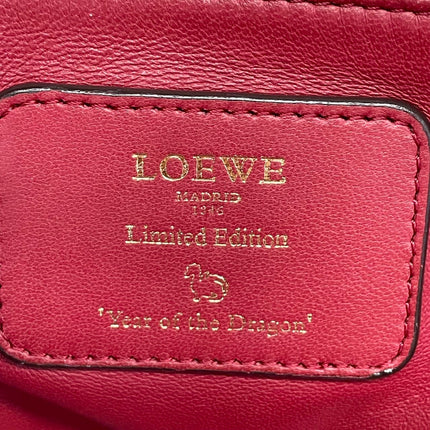 LOEWE
MADRID
1846
Limited Edition
'Year of the Dragon'